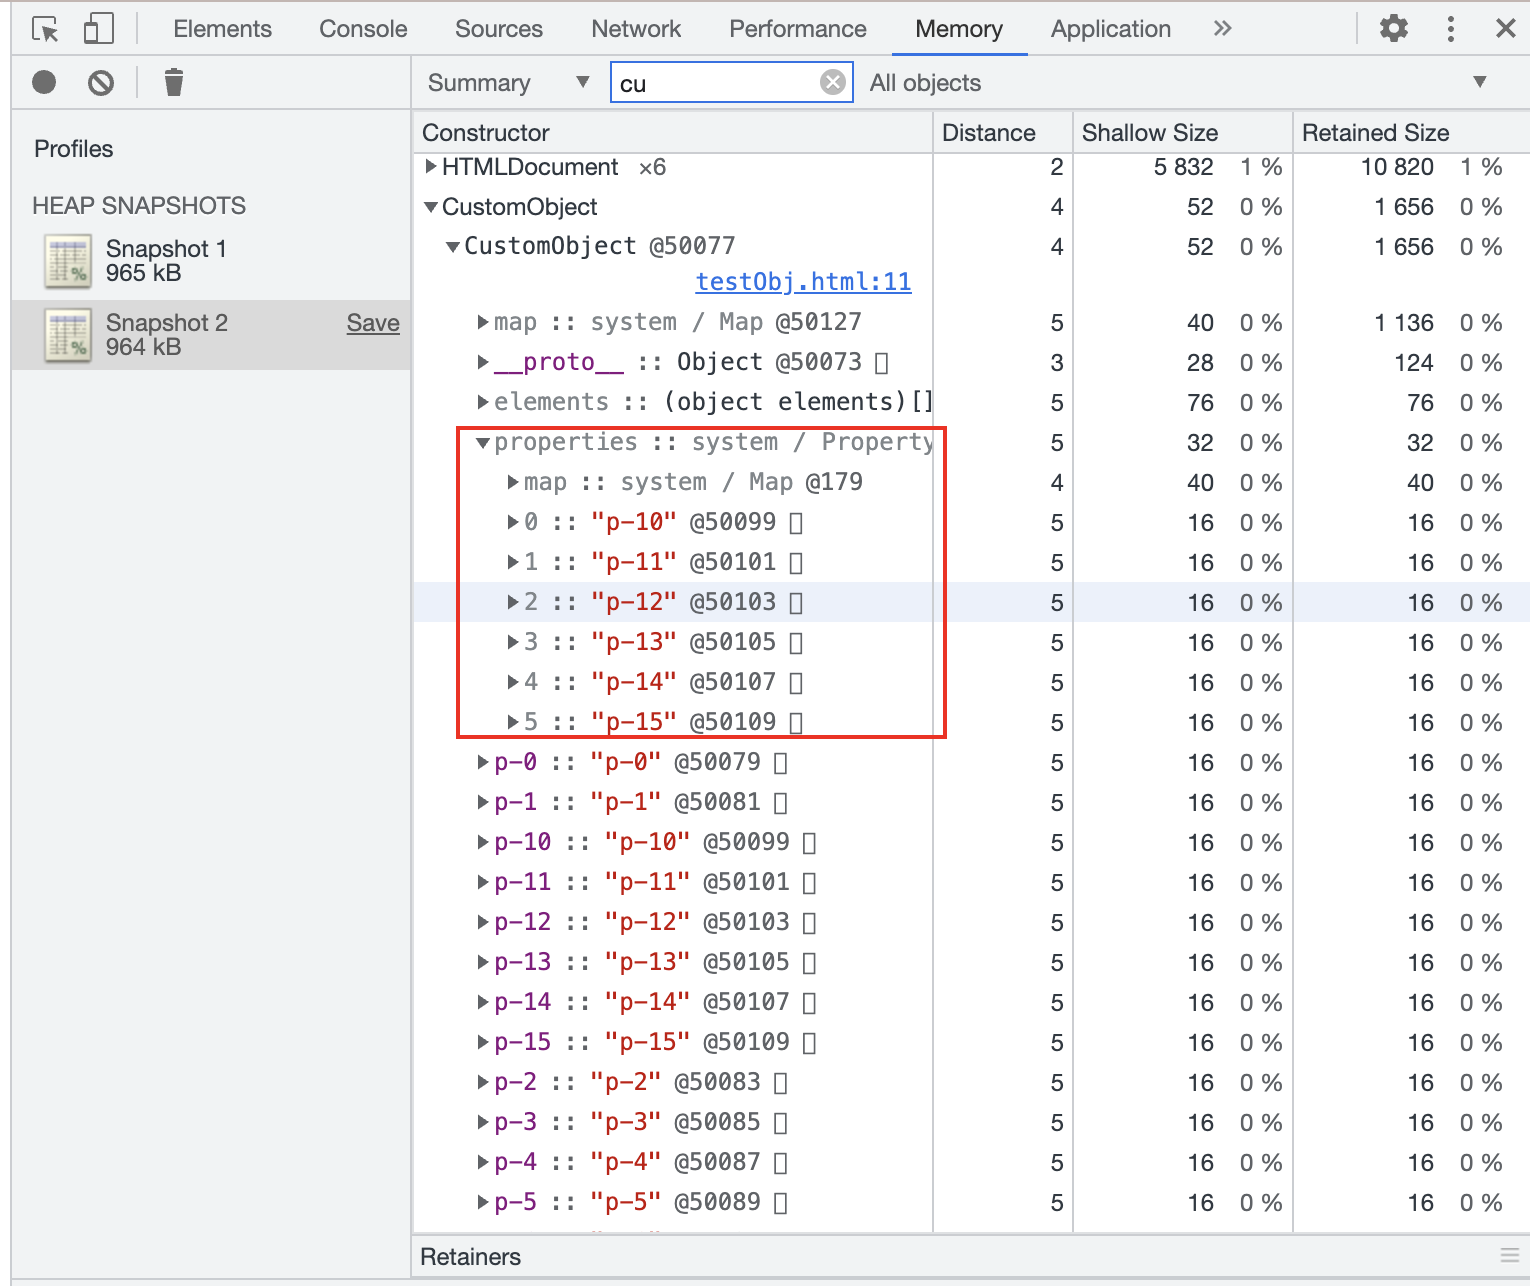 Elements Console Sources Network Performance Memory Application »
Summary ▼ cu All objects ▼
Profiles
HEAP SNAPSHOTS
Snapshot 1
965 kB
Snapshot 2 Save
964 kB
Constructor Distance Shallow Size Retained Size
▶HTMLDocument ×6 2 5 832 1 % 10 820 1 %
▼CustomObject 4 52 0 % 1 656 0 %
▼CustomObject @50077 4 52 0 % 1 656 0 %
testObj.html:11
▶map :: system / Map @50127 5 40 0 % 1 136 0 %
▶__proto__ :: Object @50073 ▯ 3 28 0 % 124 0 %
▶elements :: (object elements)[] 5 76 0 % 76 0 %
▼properties :: system / Property 5 32 0 % 32 0 %
▶map :: system / Map @179 4 40 0 % 40 0 %
▶0 :: "p-10" @50099 ▯ 5 16 0 % 16 0 %
▶1 :: "p-11" @50101 ▯ 5 16 0 % 16 0 %
▶2 :: "p-12" @50103 ▯ 5 16 0 % 16 0 %
▶3 :: "p-13" @50105 ▯ 5 16 0 % 16 0 %
▶4 :: "p-14" @50107 ▯ 5 16 0 % 16 0 %
▶5 :: "p-15" @50109 ▯ 5 16 0 % 16 0 %
▶p-0 :: "p-0" @50079 ▯ 5 16 0 % 16 0 %
▶p-1 :: "p-1" @50081 ▯ 5 16 0 % 16 0 %
▶p-10 :: "p-10" @50099 ▯ 5 16 0 % 16 0 %
▶p-11 :: "p-11" @50101 ▯ 5 16 0 % 16 0 %
▶p-12 :: "p-12" @50103 ▯ 5 16 0 % 16 0 %
▶p-13 :: "p-13" @50105 ▯ 5 16 0 % 16 0 %
▶p-14 :: "p-14" @50107 ▯ 5 16 0 % 16 0 %
▶p-15 :: "p-15" @50109 ▯ 5 16 0 % 16 0 %
▶p-2 :: "p-2" @50083 ▯ 5 16 0 % 16 0 %
▶p-3 :: "p-3" @50085 ▯ 5 16 0 % 16 0 %
▶p-4 :: "p-4" @50087 ▯ 5 16 0 % 16 0 %
▶p-5 :: "p-5" @50089 ▯ 5 16 0 % 16 0 %
Retainers